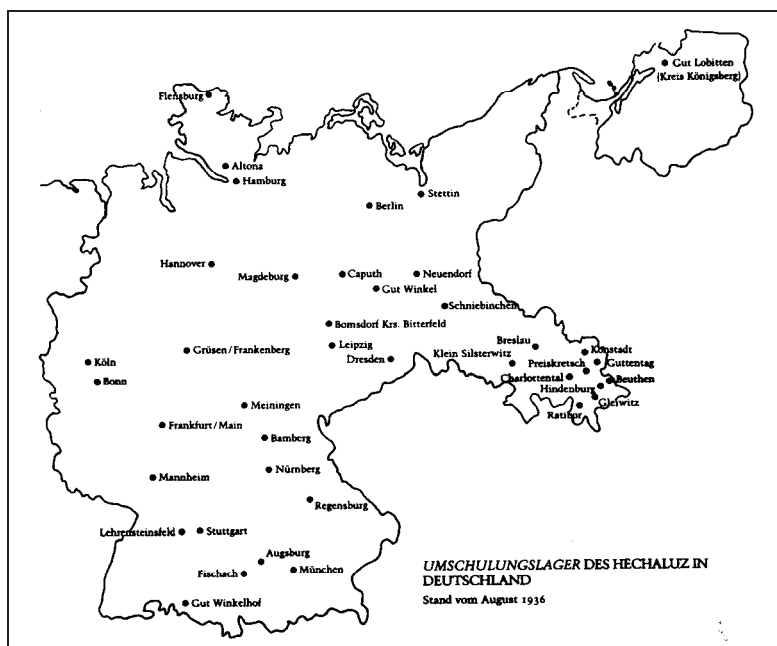 Gut Lobitten
(Kreis Königsberg)
Flensburg
Altona
Hamburg
Stettin
Berlin
Hannover
Magdeburg
Caputh
Neuendorf
Gut Winkel
Schniebinchen
Bomsdorf Krs. Bitterfeld
Breslau
Leipzig
Grüsen/Frankenberg
Konstadt
Klein Silsterwitz
Dresden
Köln
Preiskretsch
Guttentag
Bonn
Charlottental
Beuthen
Hindenburg
Gleiwitz
Meiningen
Ratibor
Frankfurt/Main
Bamberg
Nürnberg
Mannheim
Regensburg
Lehrensteinsfeld
Stuttgart
Augsburg
Fischach
München
UMSCHULUNGSLAGER DES HECHALUZ IN
DEUTSCHLAND
Stand vom August 1936
Gut Winkelhof